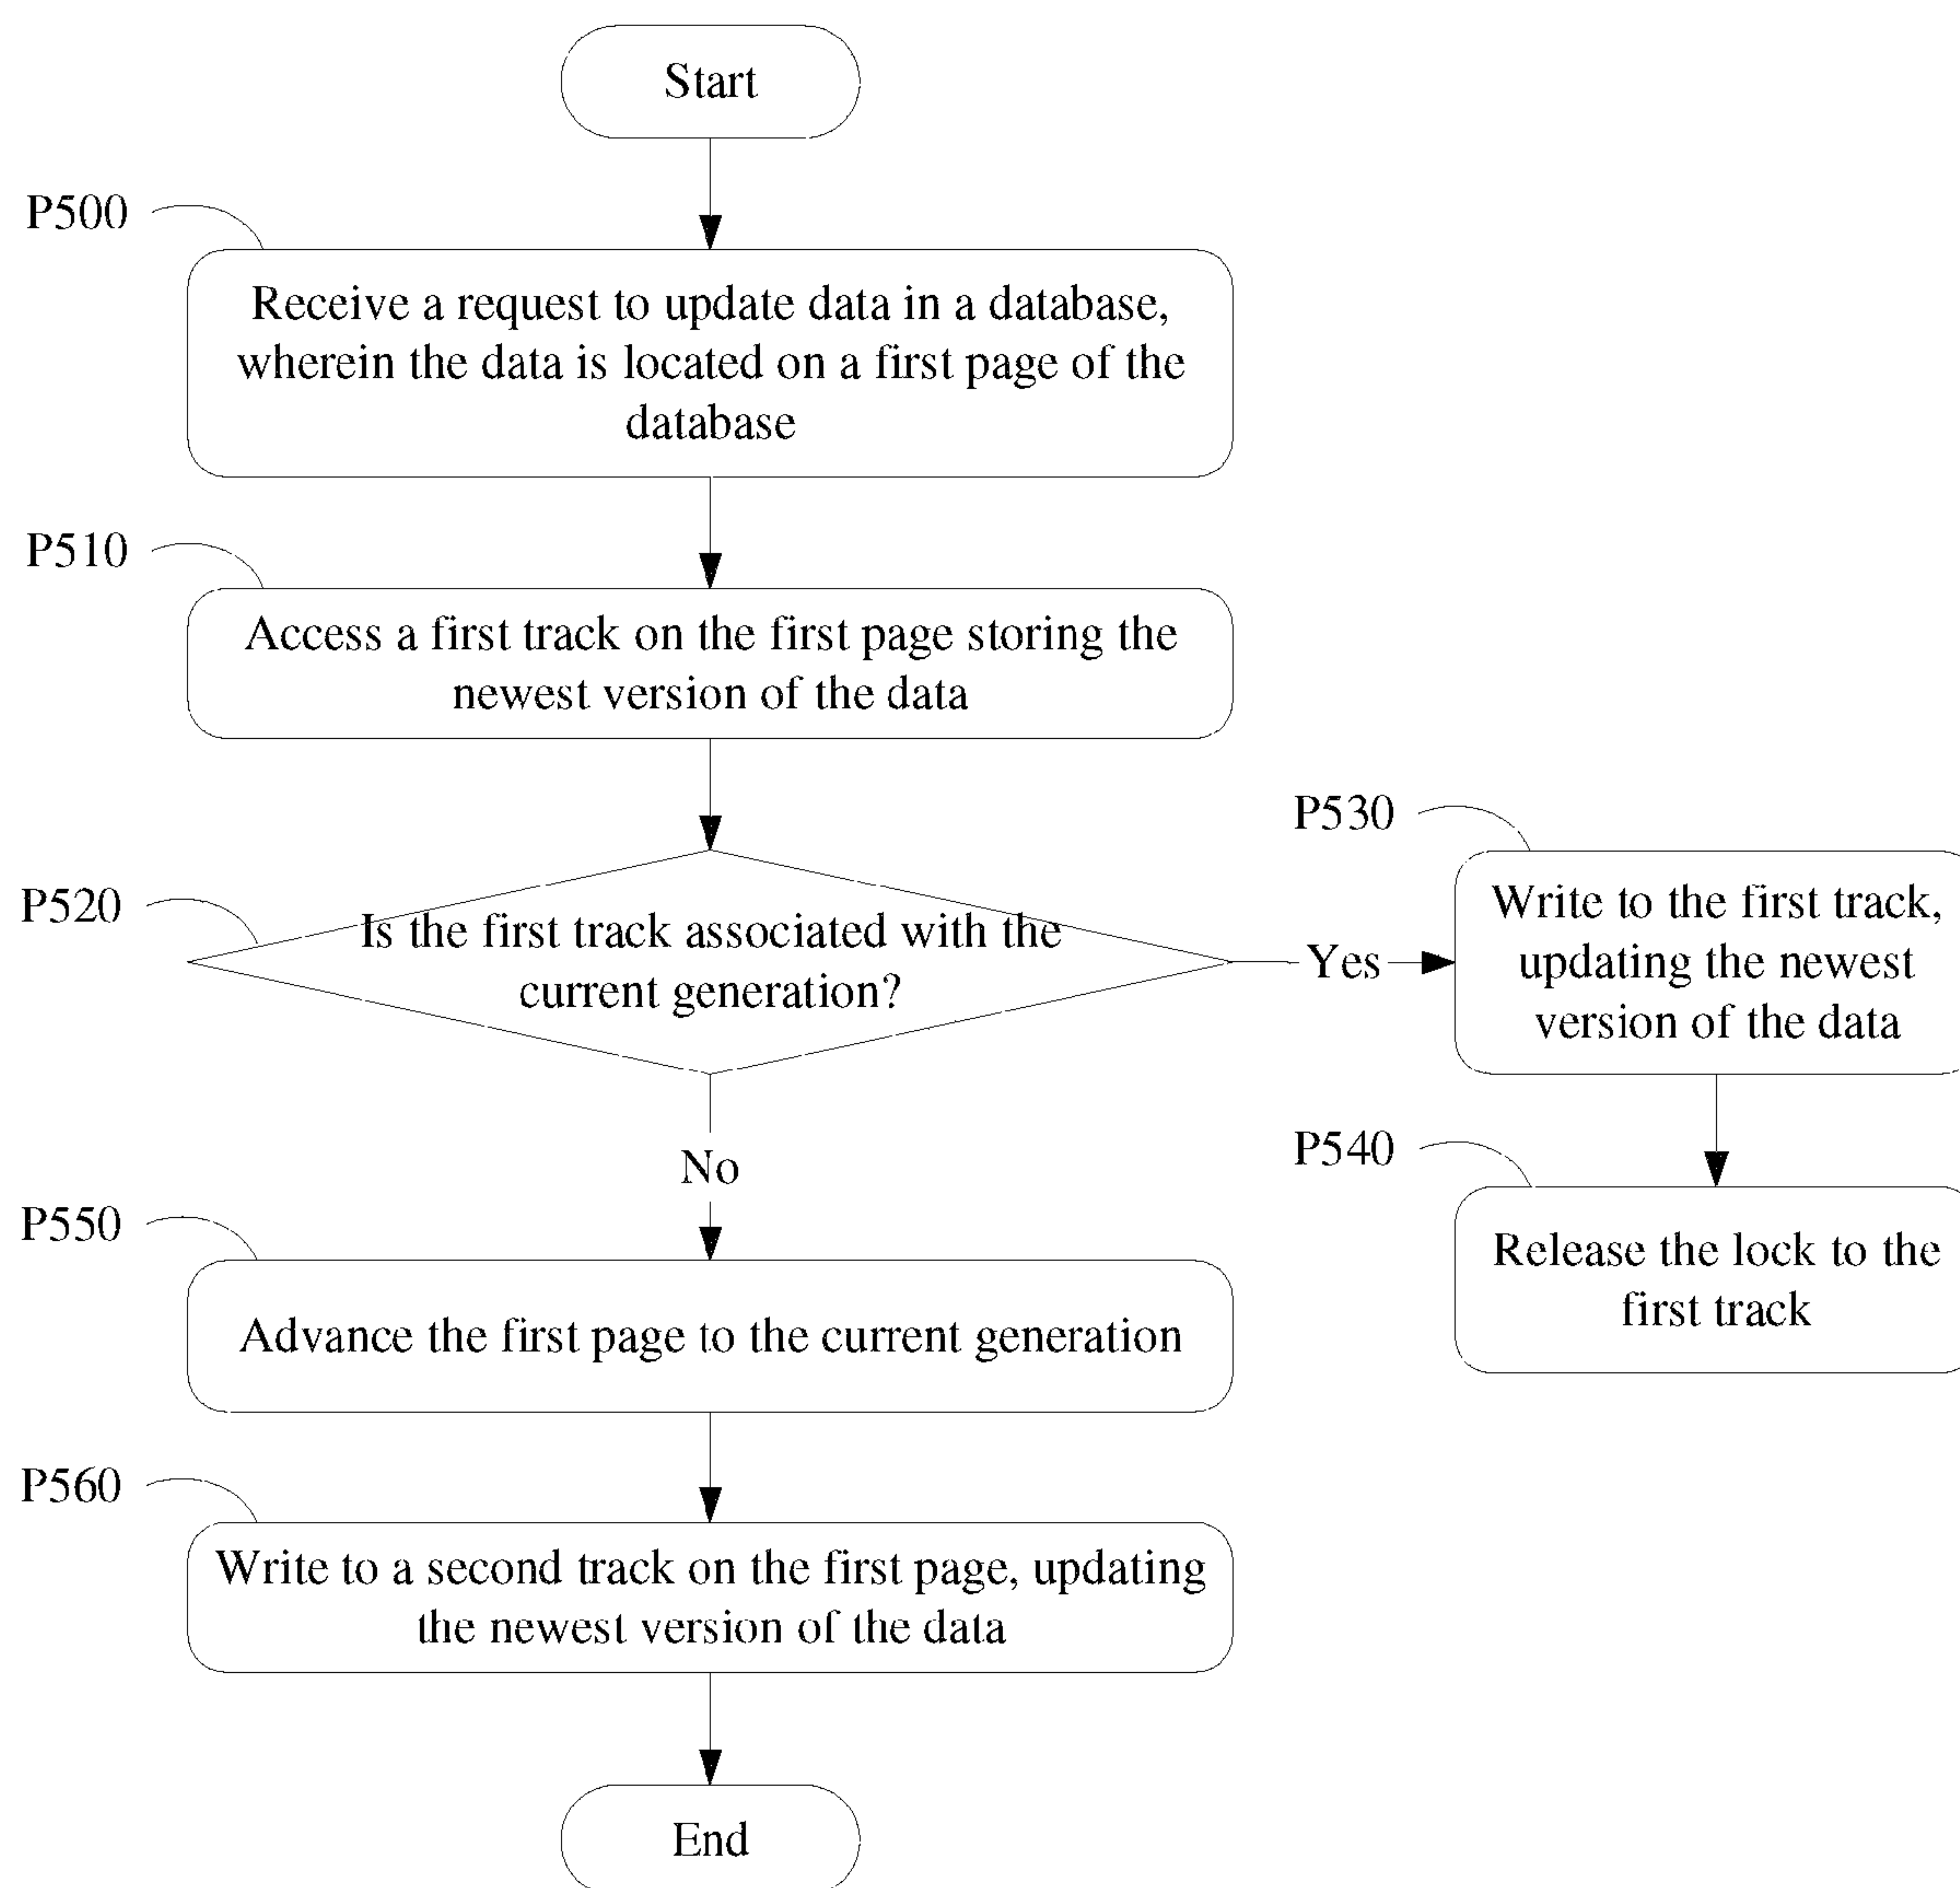 Start
P500
Receive a request to update data in a database,
wherein the data is located on a first page of the
database
P510
Access a first track on the first page storing the
newest version of the data
P520
Is the first track associated with the
current generation?
Yes
P530
Write to the first track,
updating the newest
version of the data
P540
Release the lock to the
first track
No
P550
Advance the first page to the current generation
P560
Write to a second track on the first page, updating
the newest version of the data
End